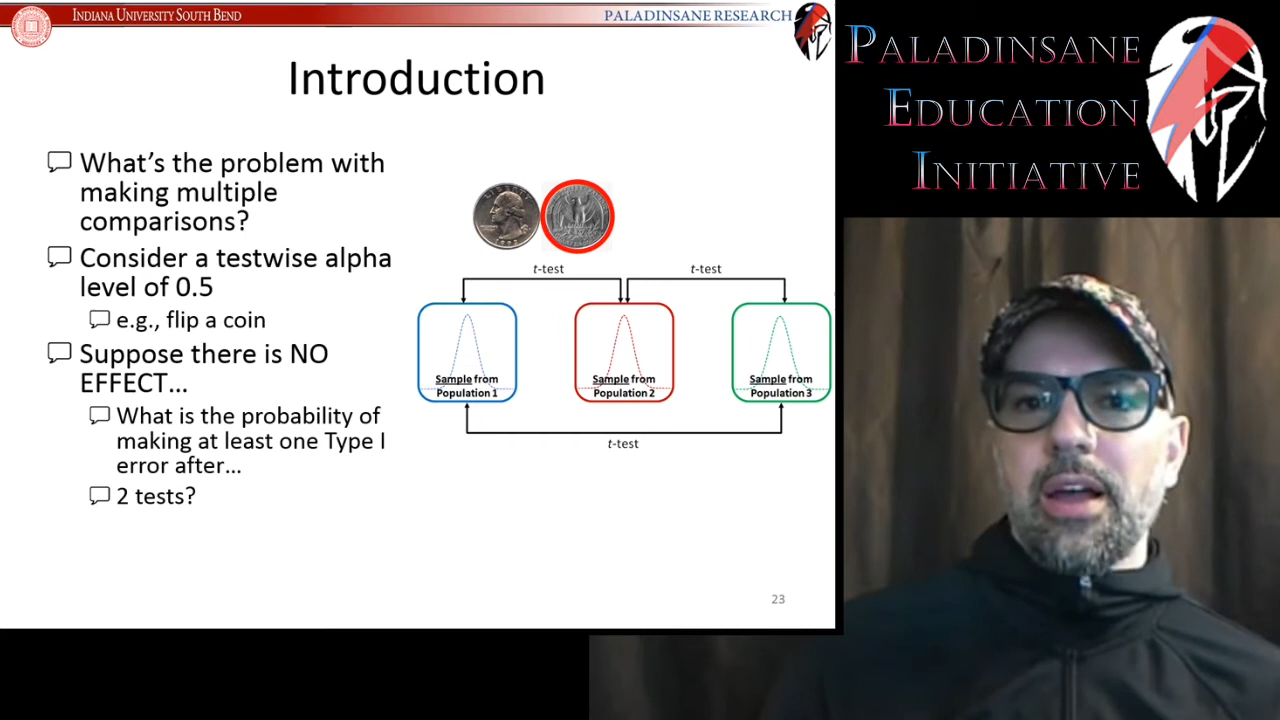 INDIANA UNIVERSITY SOUTH BEND
PALADINSANE RESEARCH
Introduction
What's the problem with
making multiple
comparisons?
Consider a testwise alpha
level of 0.5
e.g., flip a coin
Suppose there is NO
EFFECT...
What is the probability of
making at least one Type I
error after...
2 tests?
t-test
t-test
Sample from
Population 1
Sample from
Population 2
Sample from
Population 3
t-test
23
PALADINSANE
EDUCATION
INITIATIVE